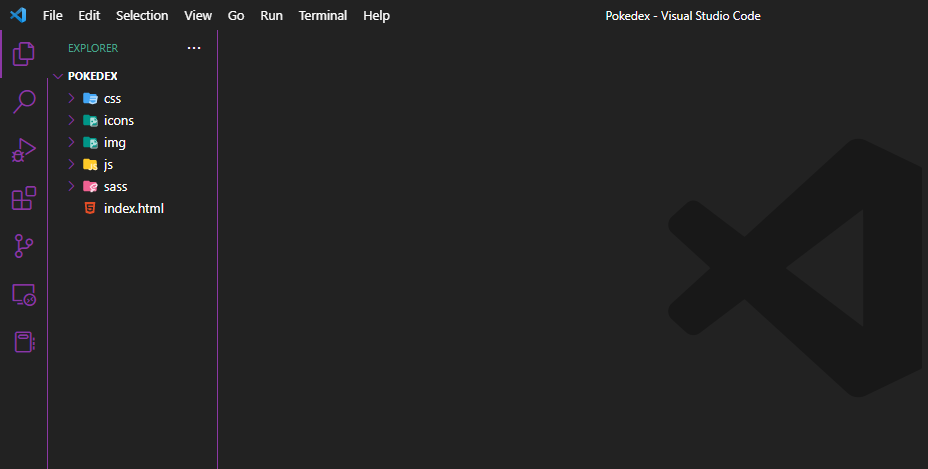 File Edit Selection View Go Run Terminal Help Pokedex - Visual Studio Code
EXPLORER ···
POKEDEX
css
icons
img
js
sass
index.html